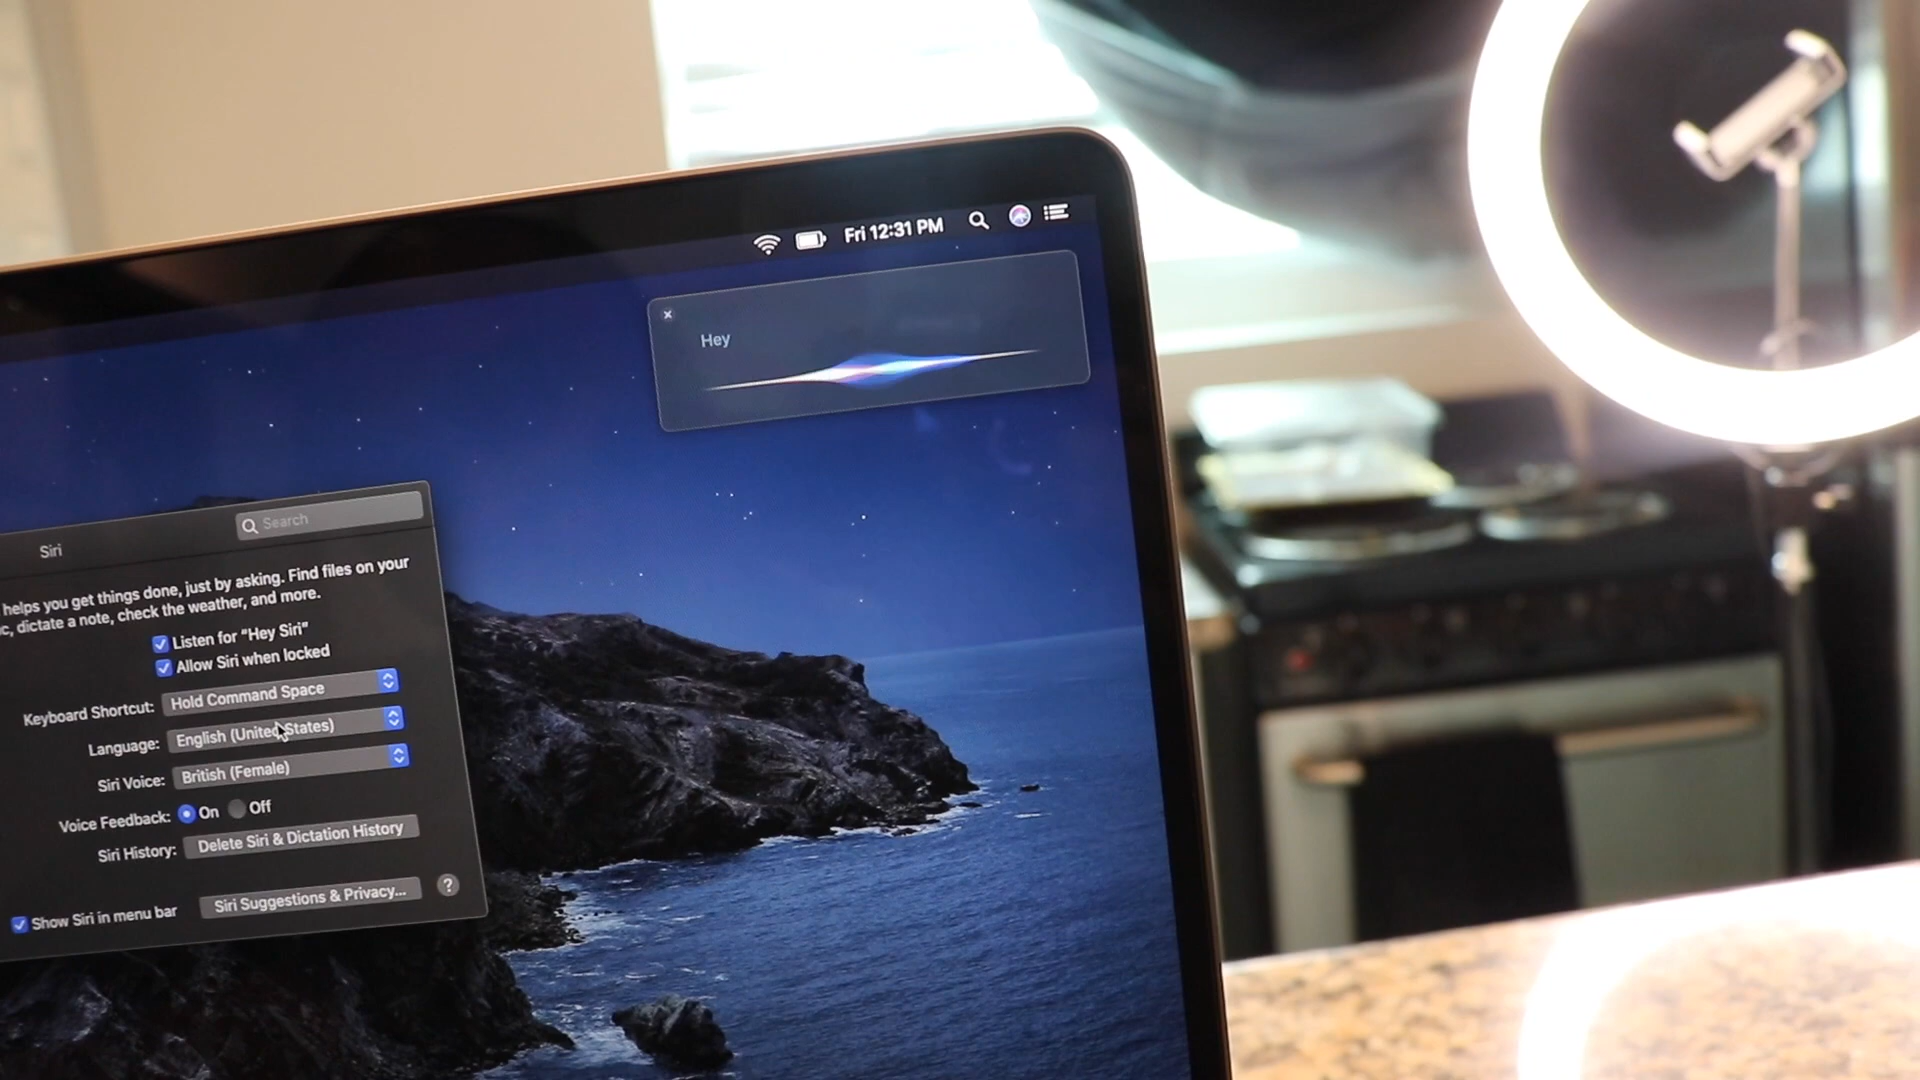 Fri 12:31 PM
Hey
Search
Siri
helps you get things done, just by asking. Find files on your
c, dictate a note, check the weather, and more.
Listen for “Hey Siri”
Allow Siri when locked
Keyboard Shortcut: Hold Command Space
Language: English (United States)
Siri Voice: British (Female)
Voice Feedback: On Off
Siri History: Delete Siri & Dictation History
Show Siri in menu bar Siri Suggestions & Privacy... ?